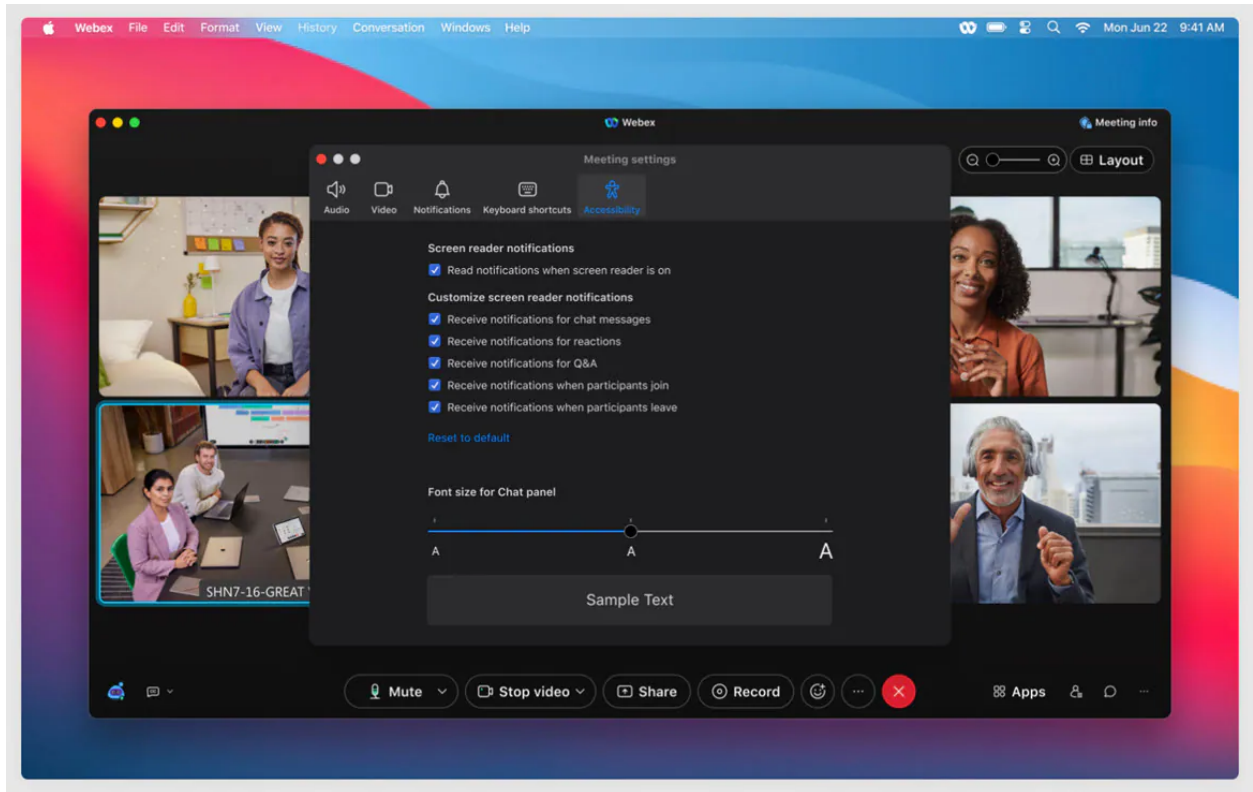 Webex File Edit Format View History Conversation Windows Help Mon Jun 22 9:41 AM
Webex
Meeting info
Meeting settings
Layout
Audio Video Notifications Keyboard shortcuts Accessibility
Screen reader notifications
Read notifications when screen reader is on
Customize screen reader notifications
Receive notifications for chat messages
Receive notifications for reactions
Receive notifications for Q&A
Receive notifications when participants join
Receive notifications when participants leave
Reset to default
Font size for Chat panel
A A A
SHN7-16-GREAT
Sample Text
Mute Stop video Share Record Apps